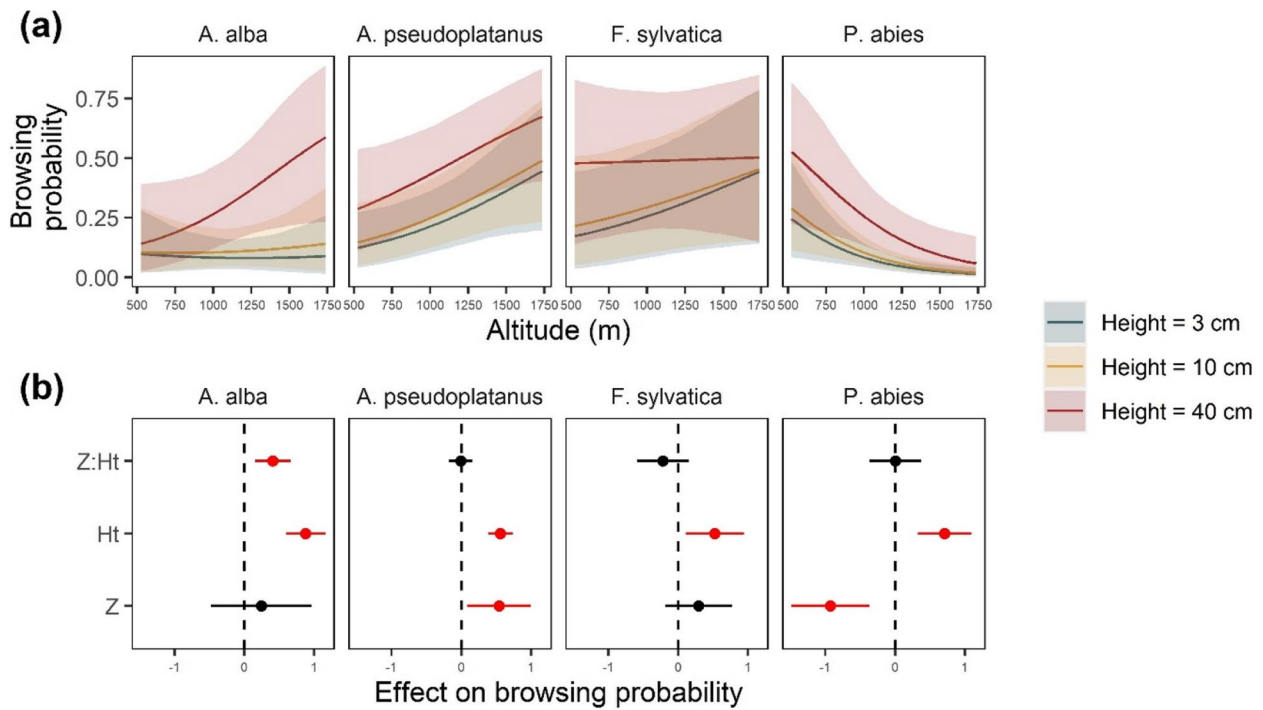 (a)
A. alba A. pseudoplatanus F. sylvatica P. abies
Browsing
probability
0.75
0.50
0.25
0.00
500 750 1000 1250 1500 1750 500 750 1000 1250 1500 1750 500 750 1000 1250 1500 1750 500 750 1000 1250 1500 1750
Altitude (m)
Height = 3 cm
Height = 10 cm
Height = 40 cm
(b)
A. alba A. pseudoplatanus F. sylvatica P. abies
Z:Ht
Ht
Z
-1 0 1 -1 0 1 -1 0 1 -1 0 1
Effect on browsing probability